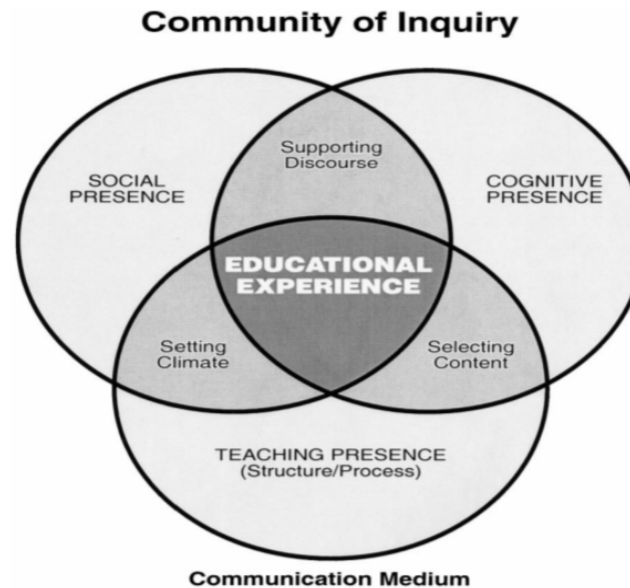 Community of Inquiry
Supporting
Discourse
SOCIAL
PRESENCE
COGNITIVE
PRESENCE
EDUCATIONAL
EXPERIENCE
Setting
Climate
Selecting
Content
TEACHING PRESENCE
(Structure/Process)
Communication Medium